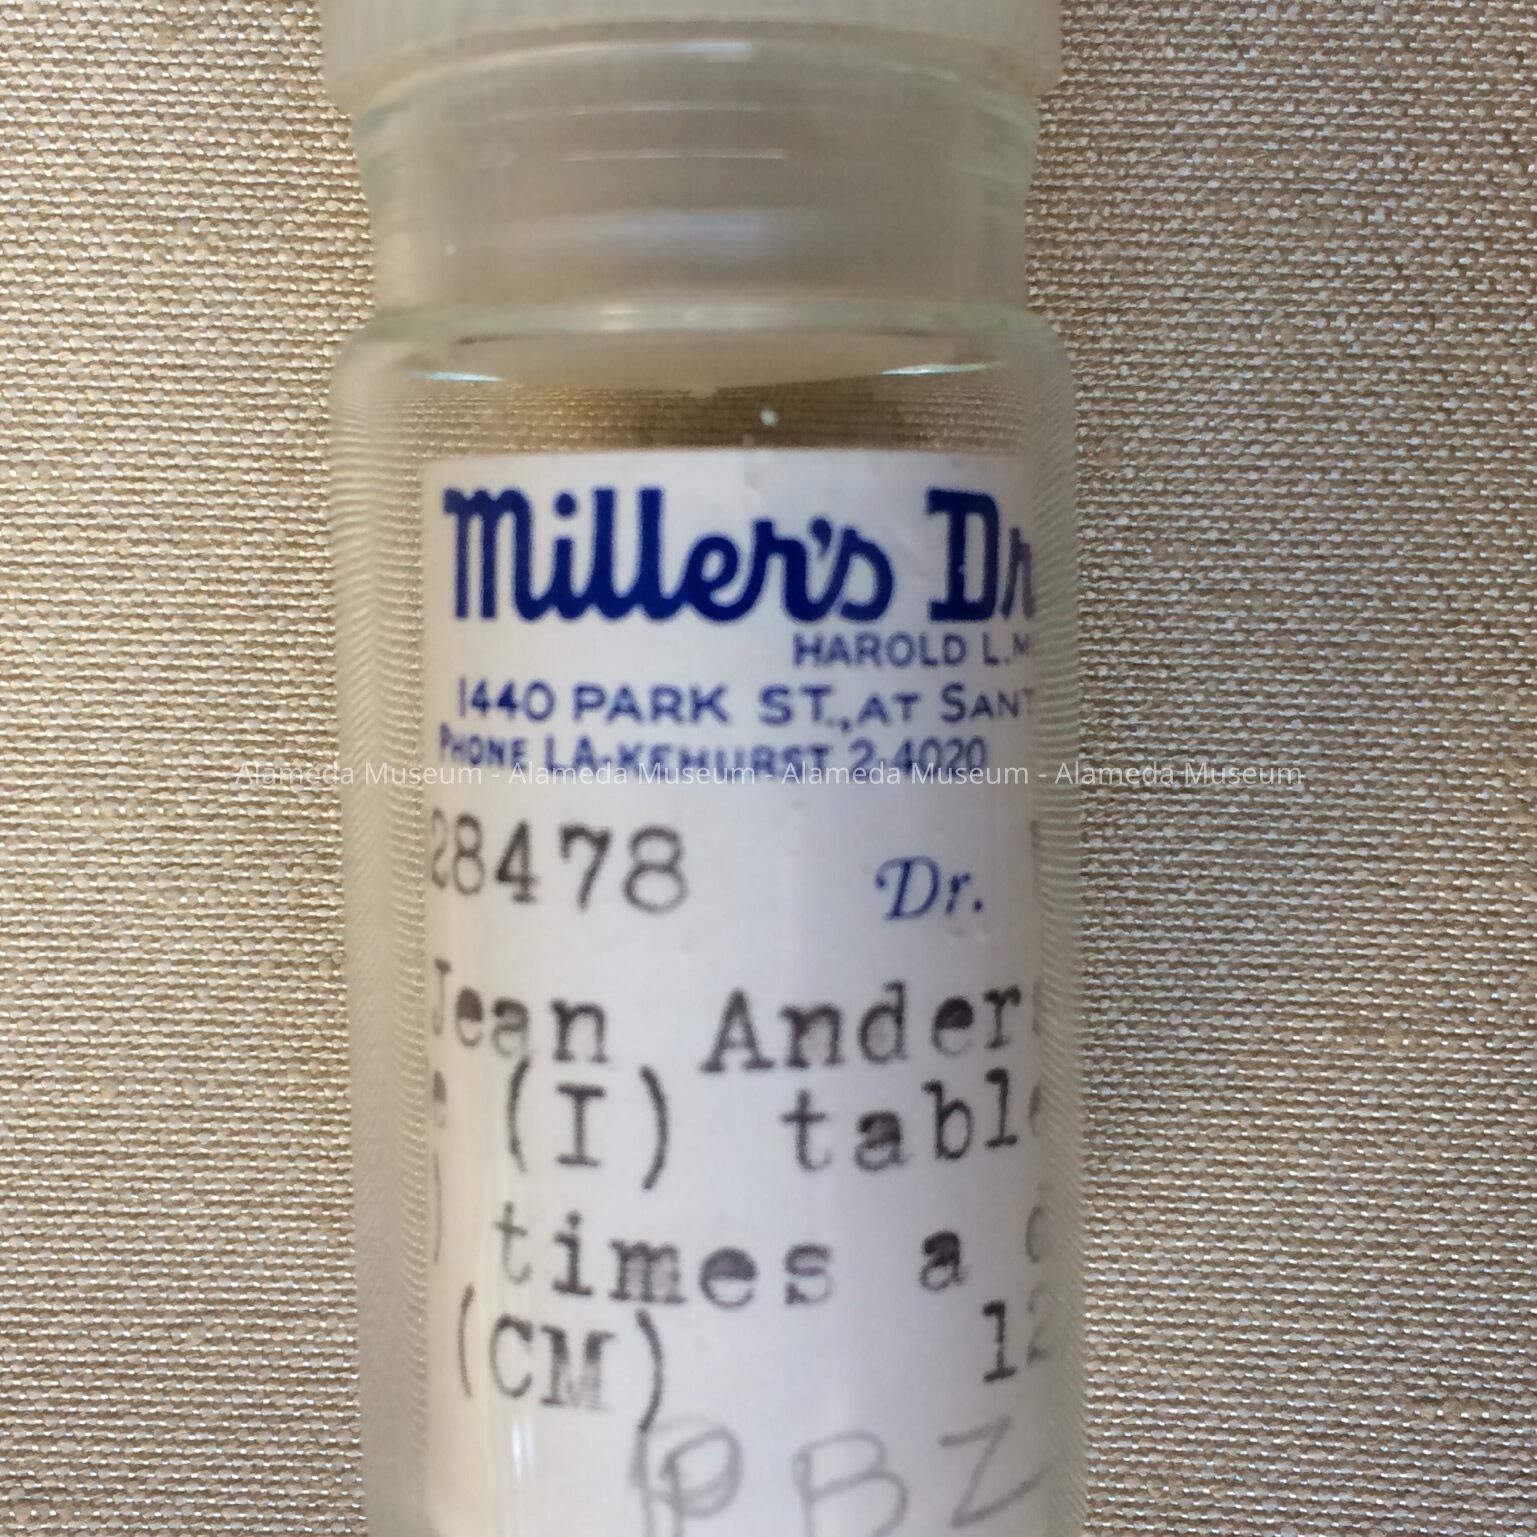 Miller's Dr
HAROLD L. M
1440 PARK ST., AT SANT
PHONE LA-KEHURST 2-4020
Alameda Museum - Alameda Museum - Alameda Museum - Alameda Museum
28478 Dr.
Jean Ander
e (I) table
) times a d
(CM) 12
PBZ